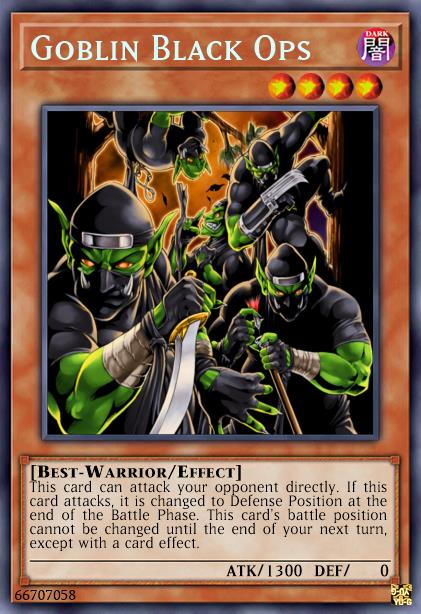 Goblin Black Ops
DARK
闇
[Best-Warrior/Effect]
This card can attack your opponent directly. If this
card attacks, it is changed to Defense Position at the
end of the Battle Phase. This card's battle position
cannot be changed until the end of your next turn,
except with a card effect.
ATK/1300 DEF/ 0
66707058